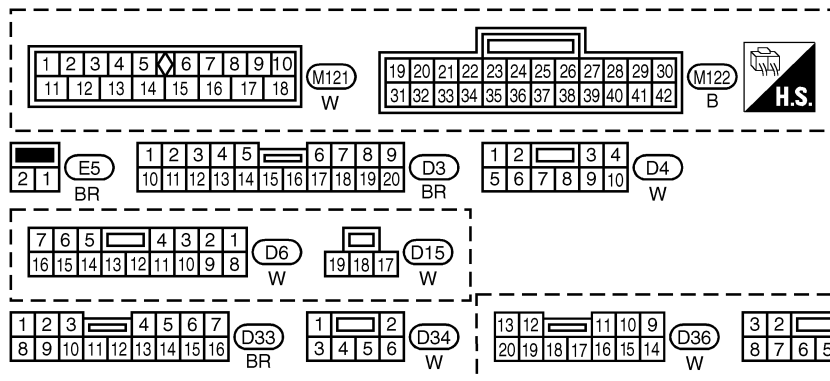 1 2 3 4 5 6 7 8 9 10
11 12 13 14 15 16 17 18
M121
W
19 20 21 22 23 24 25 26 27 28 29 30
31 32 33 34 35 36 37 38 39 40 41 42
M122
B
H.S.
2 1
E5
BR
1 2 3 4 5 6 7 8 9
10 11 12 13 14 15 16 17 18 19 20
D3
BR
1 2 3 4
5 6 7 8 9 10
D4
W
7 6 5 4 3 2 1
16 15 14 13 12 11 10 9 8
D6
W
19 18 17
D15
W
1 2 3 4 5 6 7
8 9 10 11 12 13 14 15 16
D33
BR
1 2
3 4 5 6
D34
W
13 12 11 10 9
20 19 18 17 16 15 14
D36
W
3 2
8 7 6 5